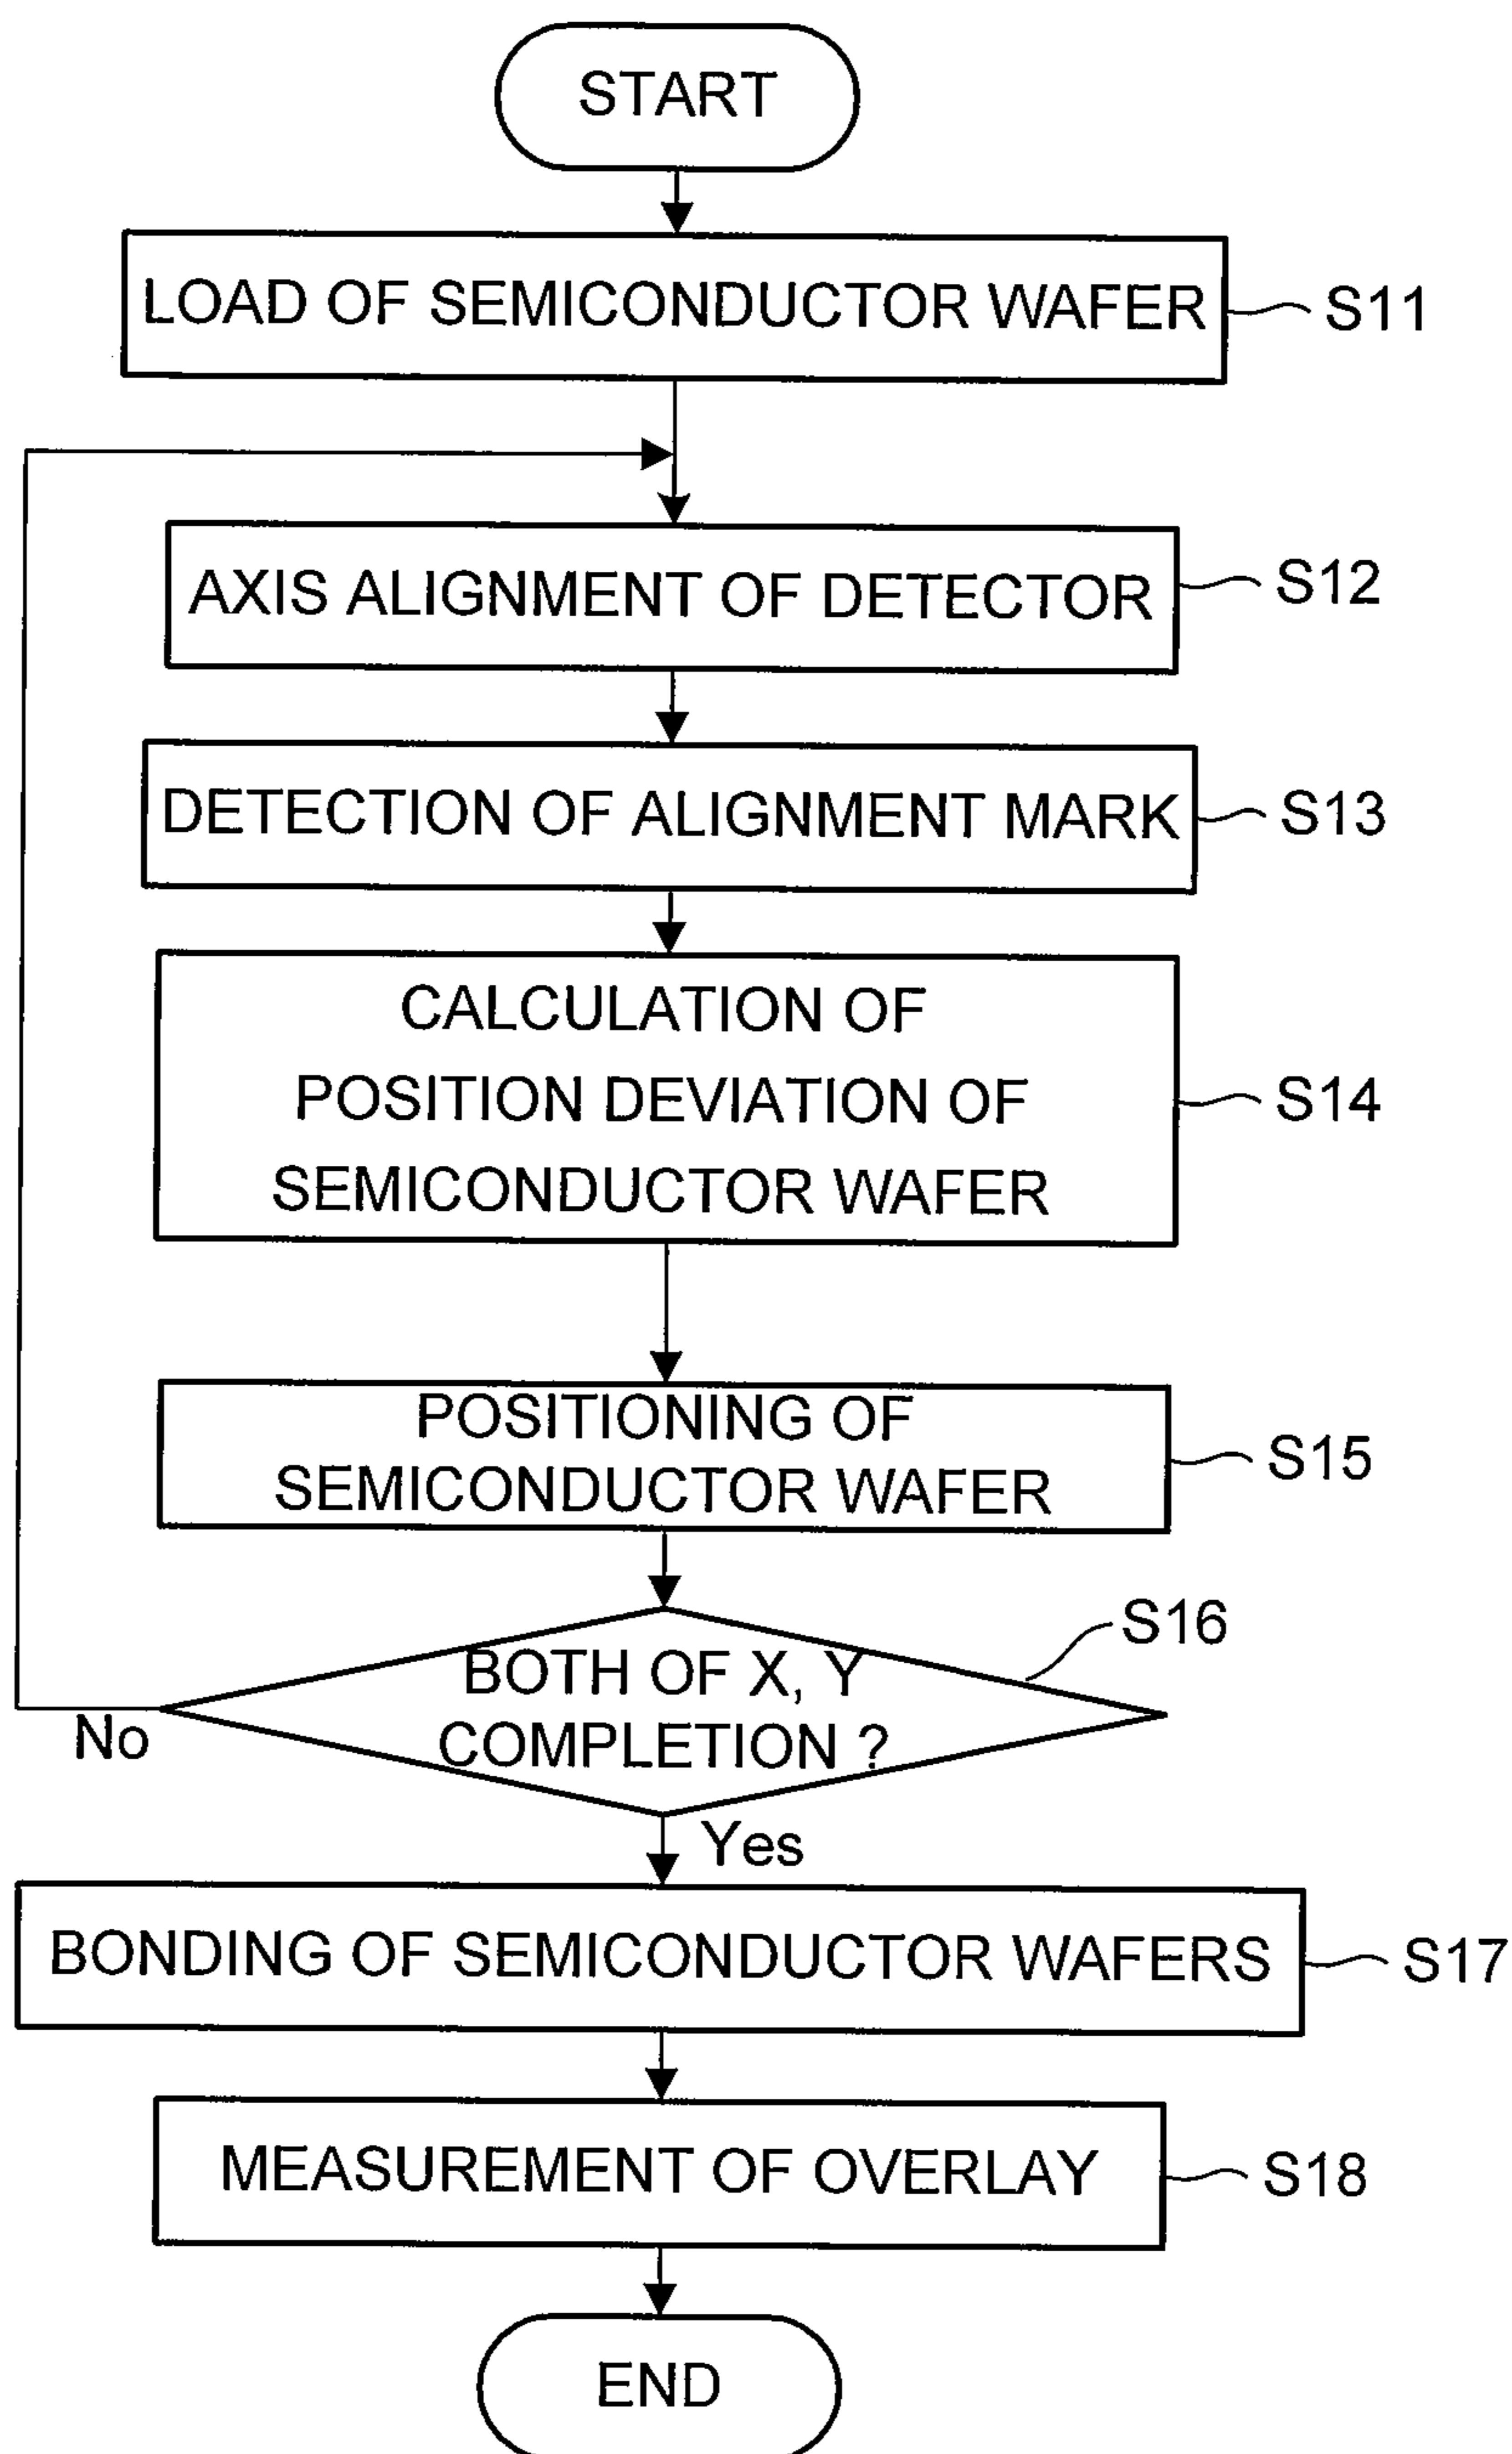 START
LOAD OF SEMICONDUCTOR WAFER
S11
AXIS ALIGNMENT OF DETECTOR
S12
DETECTION OF ALIGNMENT MARK
S13
CALCULATION OF
POSITION DEVIATION OF
SEMICONDUCTOR WAFER
S14
POSITIONING OF
SEMICONDUCTOR WAFER
S15
S16
BOTH OF X, Y
COMPLETION ?
No
Yes
BONDING OF SEMICONDUCTOR WAFERS
S17
MEASUREMENT OF OVERLAY
S18
END